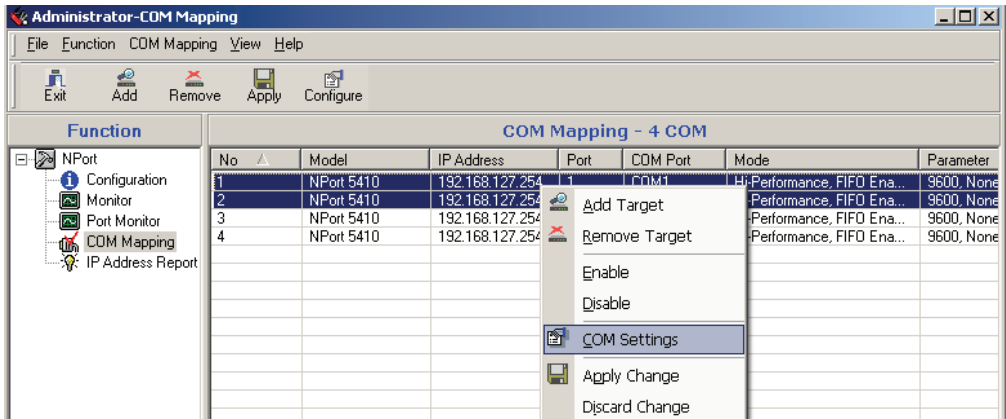 Administrator-COM Mapping
File Function COM Mapping View Help
Exit Add Remove Apply Configure
Function
COM Mapping - 4 COM
NPort
Configuration
Monitor
Port Monitor
COM Mapping
IP Address Report
No Model IP Address Port COM Port Mode Parameter
1 NPort 5410 192.168.127.254 1 COM1 Hi-Performance, FIFO Ena... 9600, None
2 NPort 5410 192.168.127.254 -Performance, FIFO Ena... 9600, None
3 NPort 5410 192.168.127.254 -Performance, FIFO Ena... 9600, None
4 NPort 5410 192.168.127.254 -Performance, FIFO Ena... 9600, None
Add Target
Remove Target
Enable
Disable
COM Settings
Apply Change
Discard Change